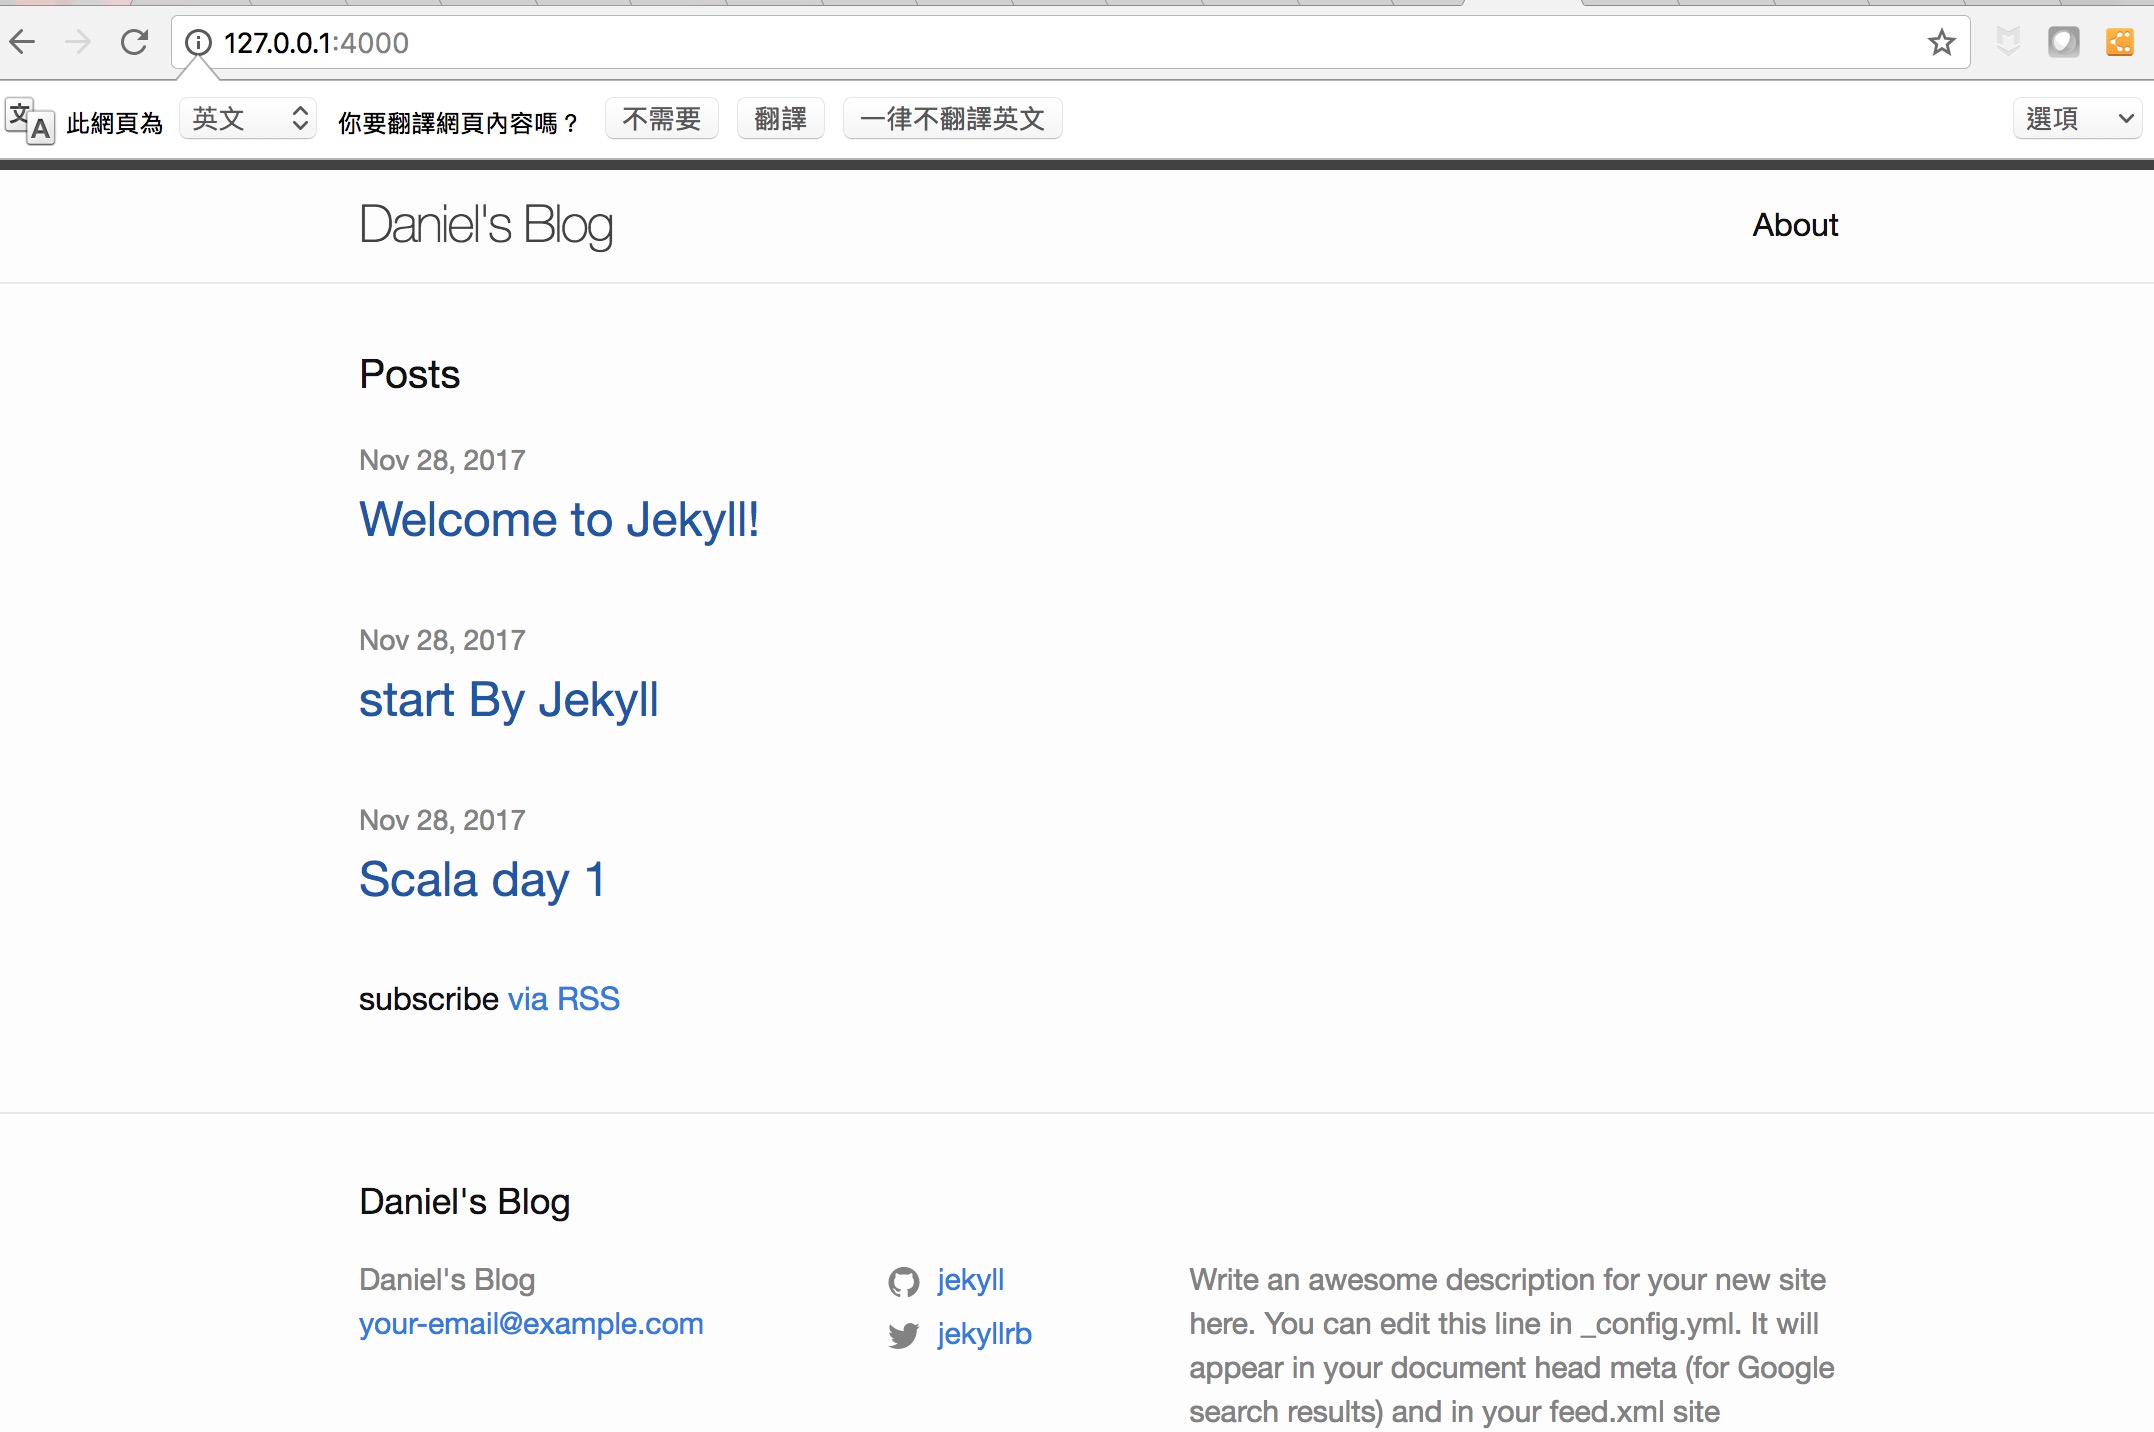 127.0.0.1:4000
文A 此網頁為 英文 你要翻譯網頁內容嗎？ 不需要 翻譯 一律不翻譯英文 選項
Daniel's Blog About
Posts
Nov 28, 2017
Welcome to Jekyll!
Nov 28, 2017
start By Jekyll
Nov 28, 2017
Scala day 1
subscribe via RSS
Daniel's Blog
Daniel's Blog
your-email@example.com
jekyll
jekyllrb
Write an awesome description for your new site
here. You can edit this line in _config.yml. It will
appear in your document head meta (for Google
search results) and in your feed.xml site